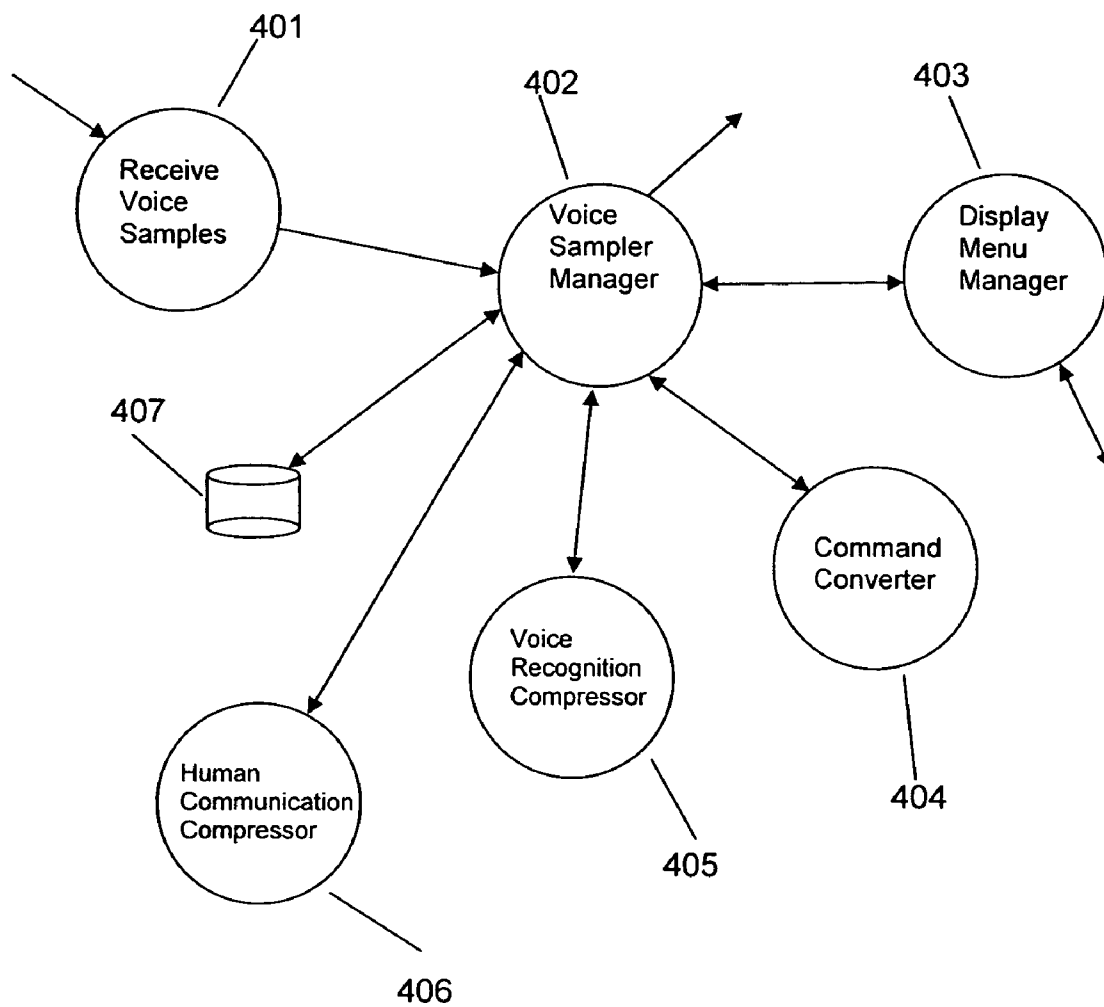 401
402
403
Receive
Voice
Samples
Voice
Sampler
Manager
Display
Menu
Manager
407
Command
Converter
Voice
Recognition
Compressor
Human
Communication
Compressor
404
405
406